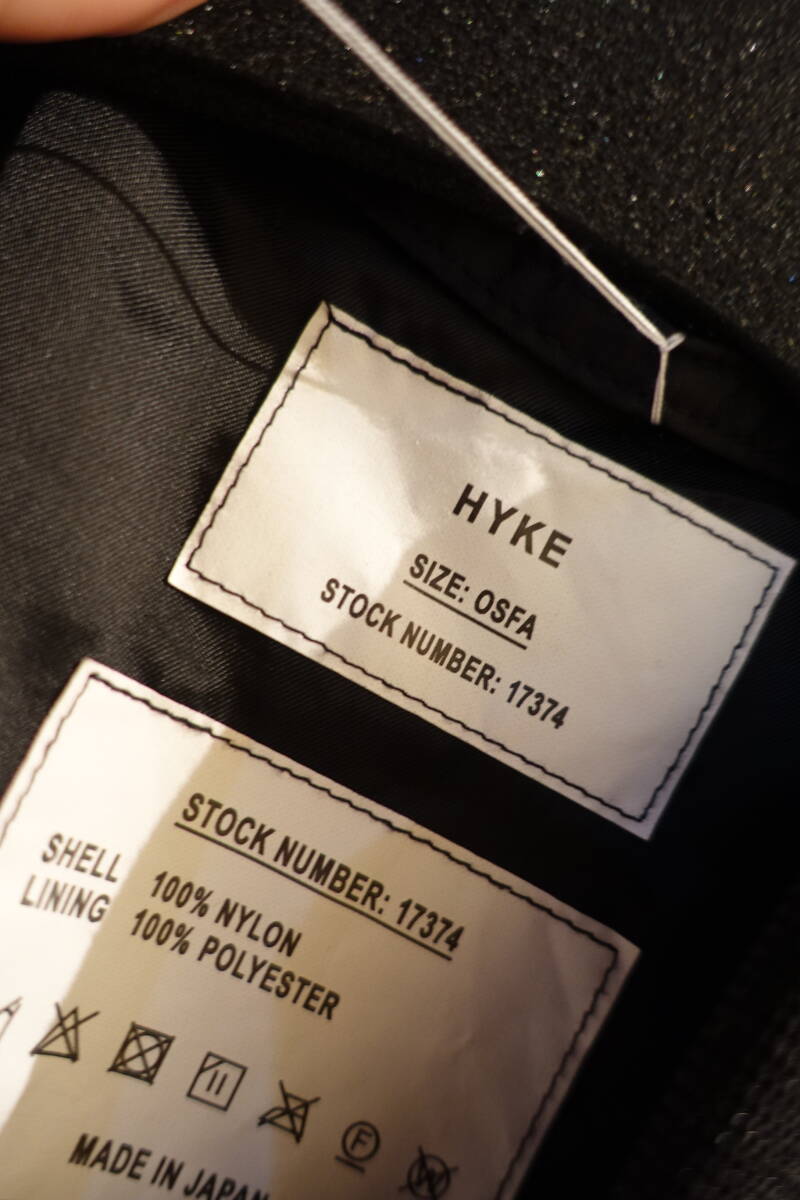 HYKE
SIZE: OSFA
STOCK NUMBER: 17374
STOCK NUMBER: 17374
SHELL 100% NYLON
LINING 100% POLYESTER
F
W
MADE IN JAPAN